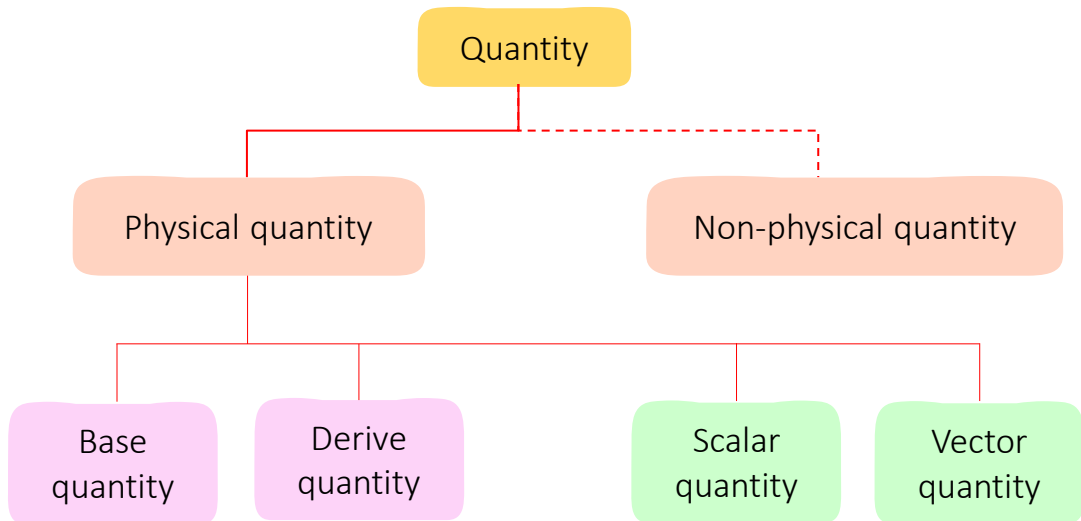 Quantity
Physical quantity
Non-physical quantity
Base
quantity
Derive
quantity
Scalar
quantity
Vector
quantity